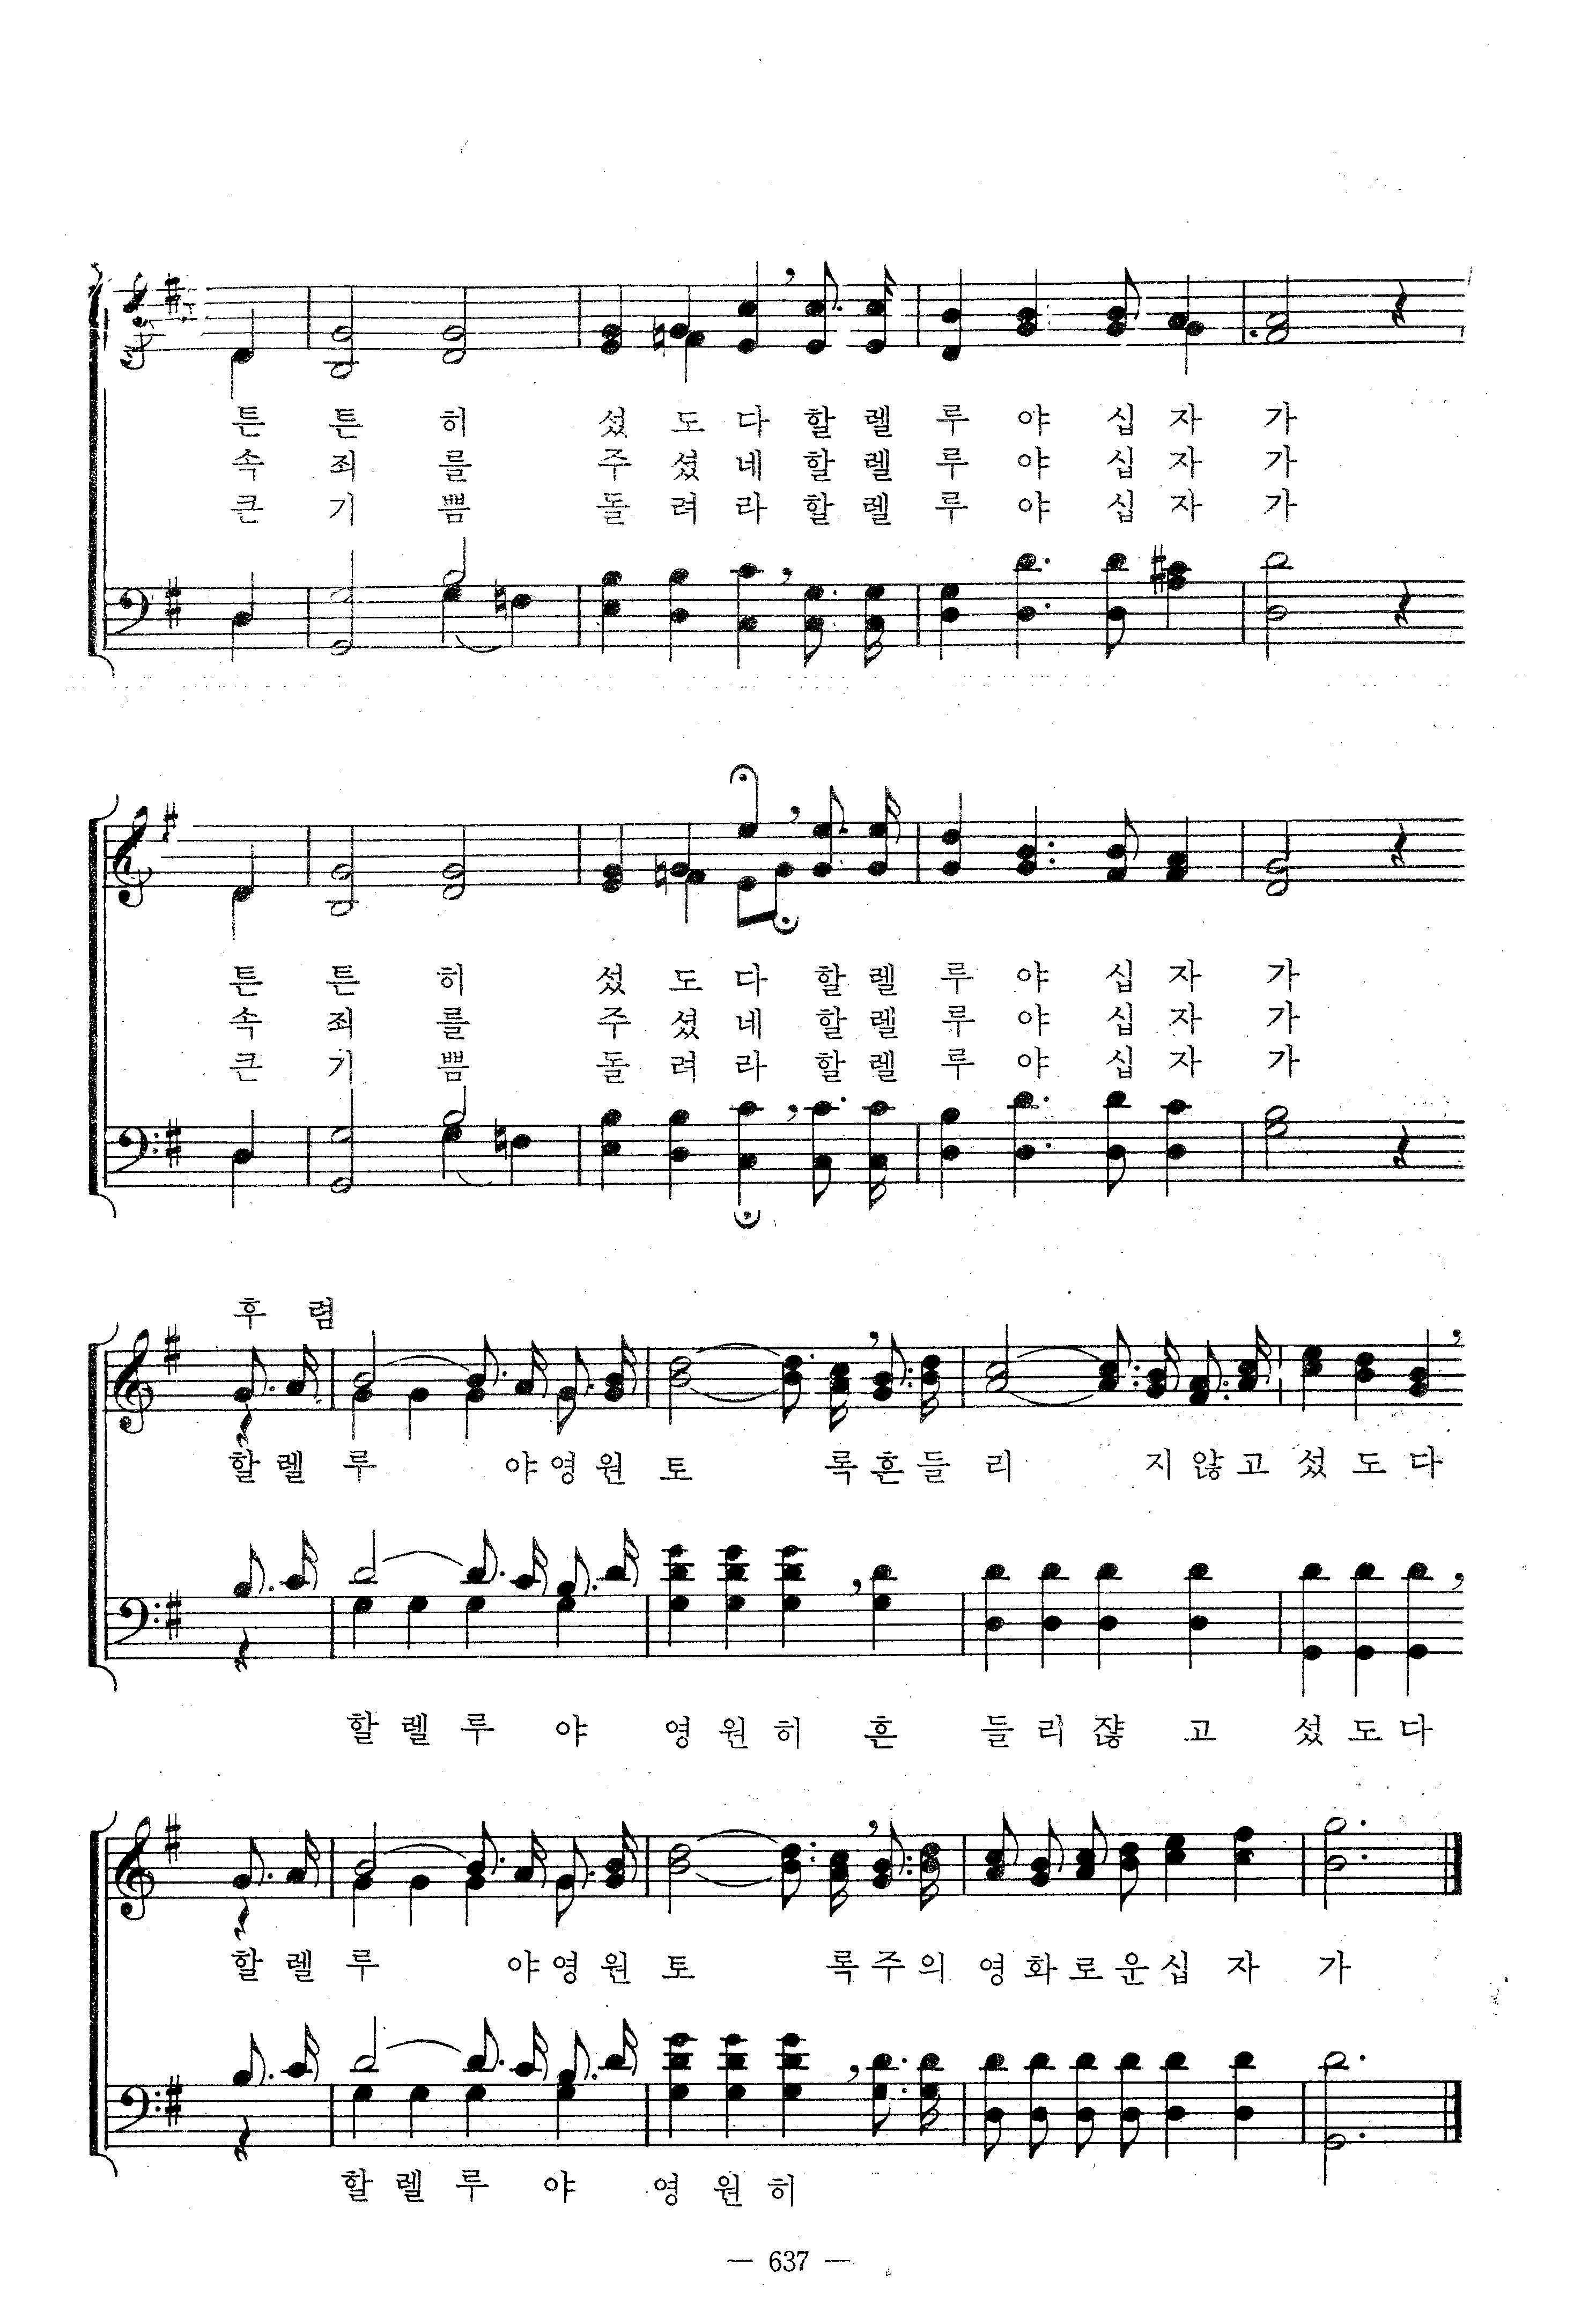 튼 튼 히 섰 도 다 할 렐 루 야 십 자 가
속 죄 를 주 셨 네 할 렐 루 야 십 자 가
큰 기 쁨 돌 려 라 할 렐 루 야 십 자 가
튼 튼 히 섰 도 다 할 렐 루 야 십 자 가
속 죄 를 주 셨 네 할 렐 루 야 십 자 가
큰 기 쁨 돌 려 라 할 렐 루 야 십 자 가
후 렴
할 렐 루 야 영 원 토 록 흔 들 리 지 않 고 섰 도 다
할 렐 루 야 영 원 히 흔 들 리 쟎 고 섰 도 다
할 렐 루 야 영 원 토 록 주 의 영 화 로 운 십 자 가
할 렐 루 야 영 원 히
— 637 —